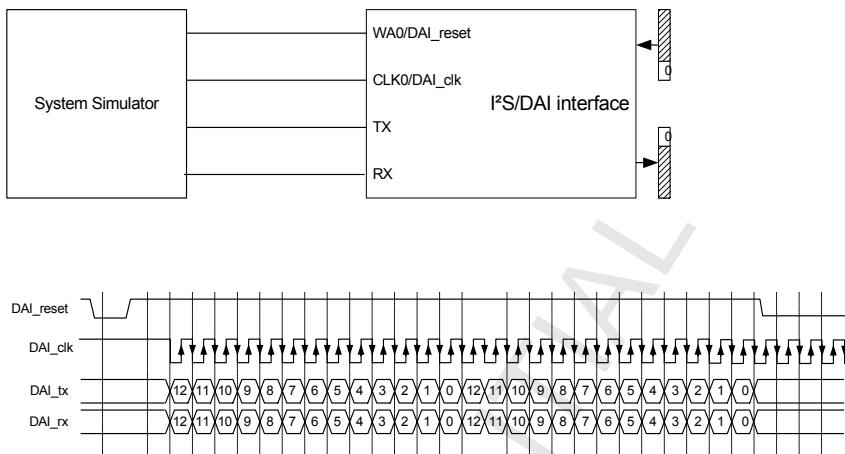 WA0/DAI_reset
0
CLK0/DAI_clk
System Simulator
I²S/DAI interface
TX
0
RX
DAI_reset
DAI_clk
DAI_tx 12 11 10 9 8 7 6 5 4 3 2 1 0 12 11 10 9 8 7 6 5 4 3 2 1 0
DAI_rx 12 11 10 9 8 7 6 5 4 3 2 1 0 12 11 10 9 8 7 6 5 4 3 2 1 0
TIAL